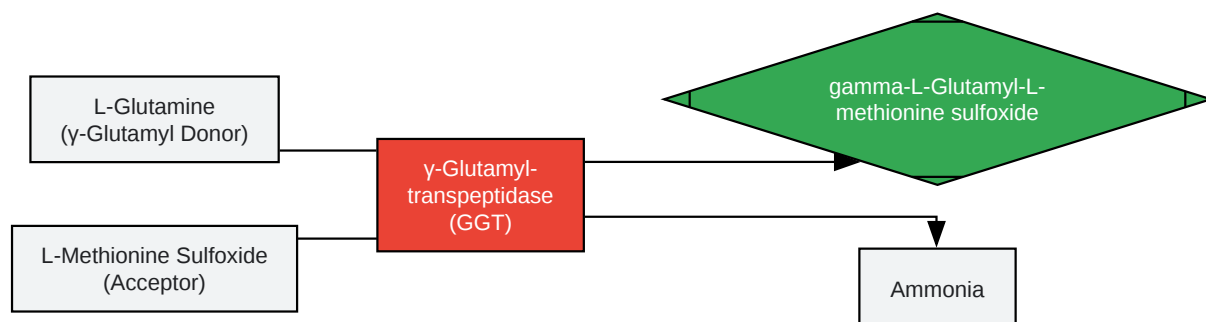 L-Glutamine
(γ-Glutamyl Donor)
L-Methionine Sulfoxide
(Acceptor)
γ-Glutamyl-
transpeptidase
(GGT)
gamma-L-Glutamyl-L-
methionine sulfoxide
Ammonia